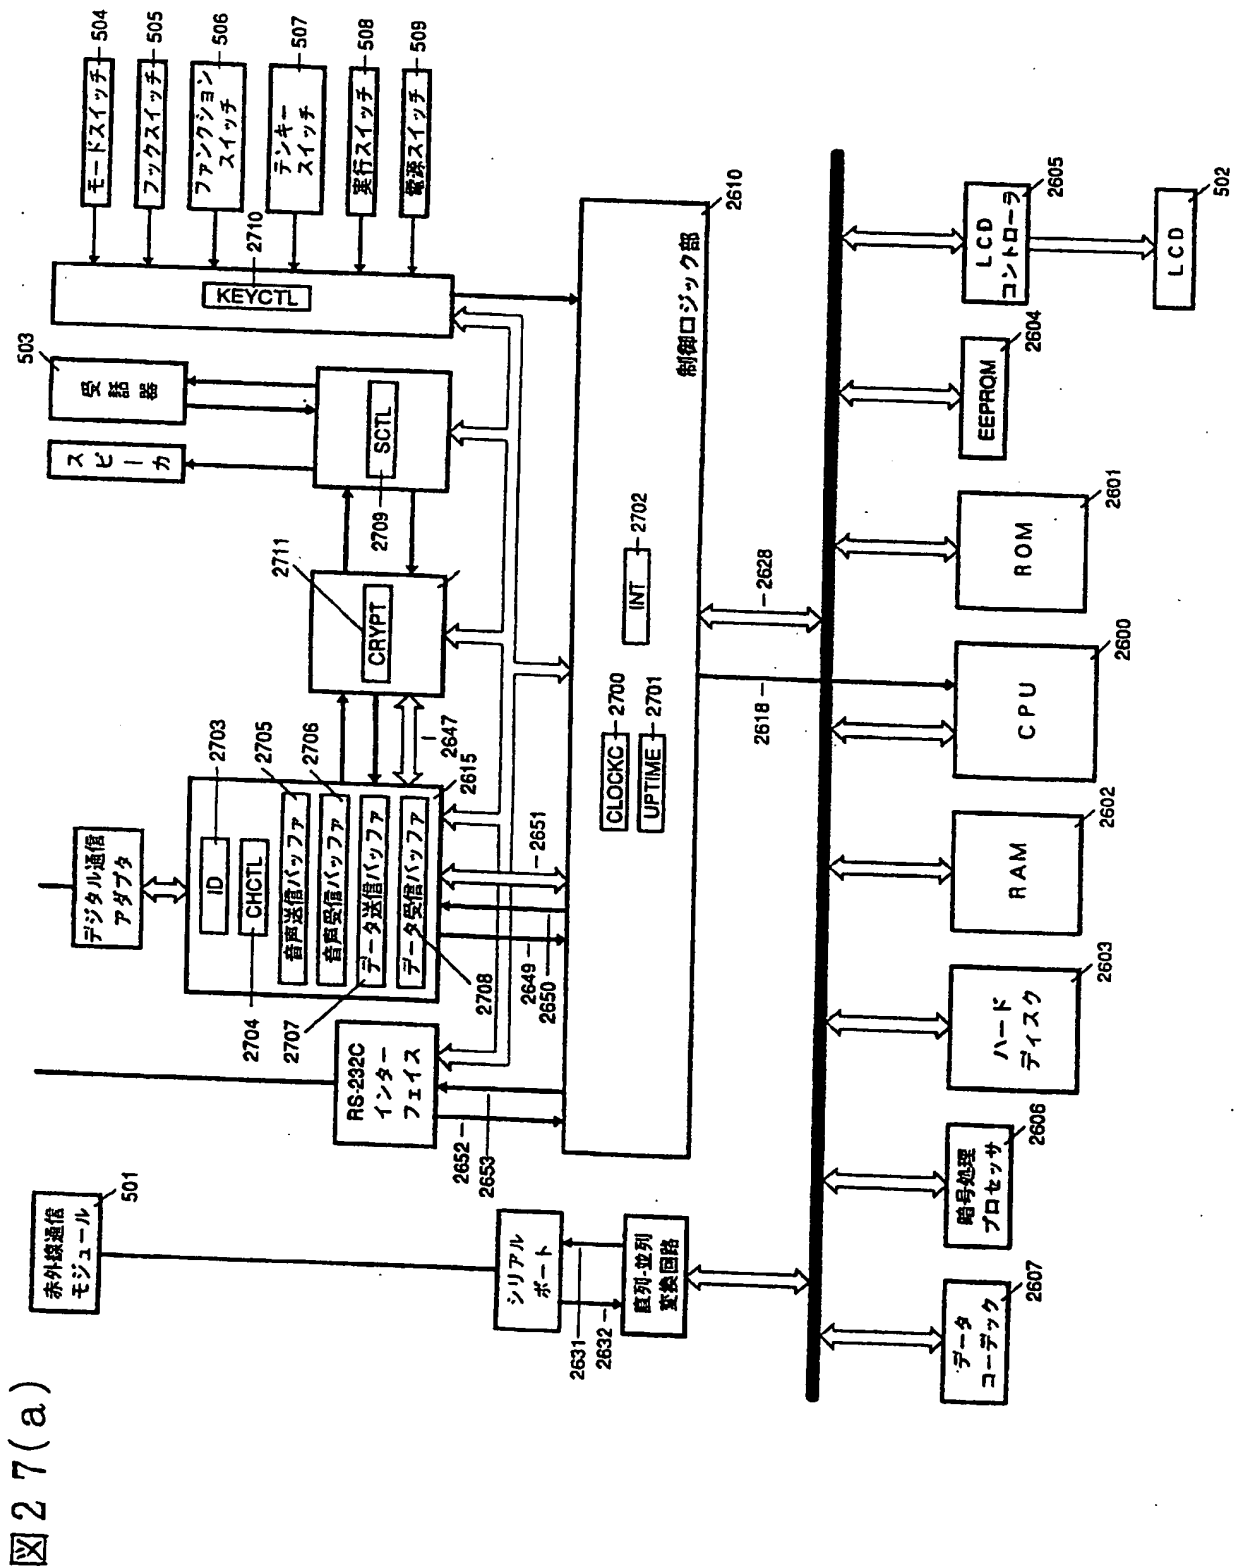 図27(a)
赤外線通信
モジュール
501
デジタル通信
アダプタ
スピーカ
受話器
503
モードスイッチ
504
フックスイッチ
505
ファンクション
スイッチ
506
テンキー
スイッチ
507
実行スイッチ
508
電源スイッチ
509
KEYCTL
2710
SCTL
2709
CRYPT
2711
ID
2703
CHCTL
2704
音声送信バッファ
2705
音声受信バッファ
2706
データ送信バッファ
2707
データ受信バッファ
2708
2615
2647
RS-232C
インター
フェイス
2652
2653
2649
2650
2651
シリアル
ポート
2631
2632
直列-並列
変換回路
制御ロジック部
2610
CLOCKC
2700
UPTIME
2701
INT
2702
2618
2628
データ
コーデック
2607
暗号処理
プロセッサ
2606
ハード
ディスク
2603
RAM
2602
CPU
2600
ROM
2601
EEPROM
2604
LCD
コントローラ
2605
LCD
502